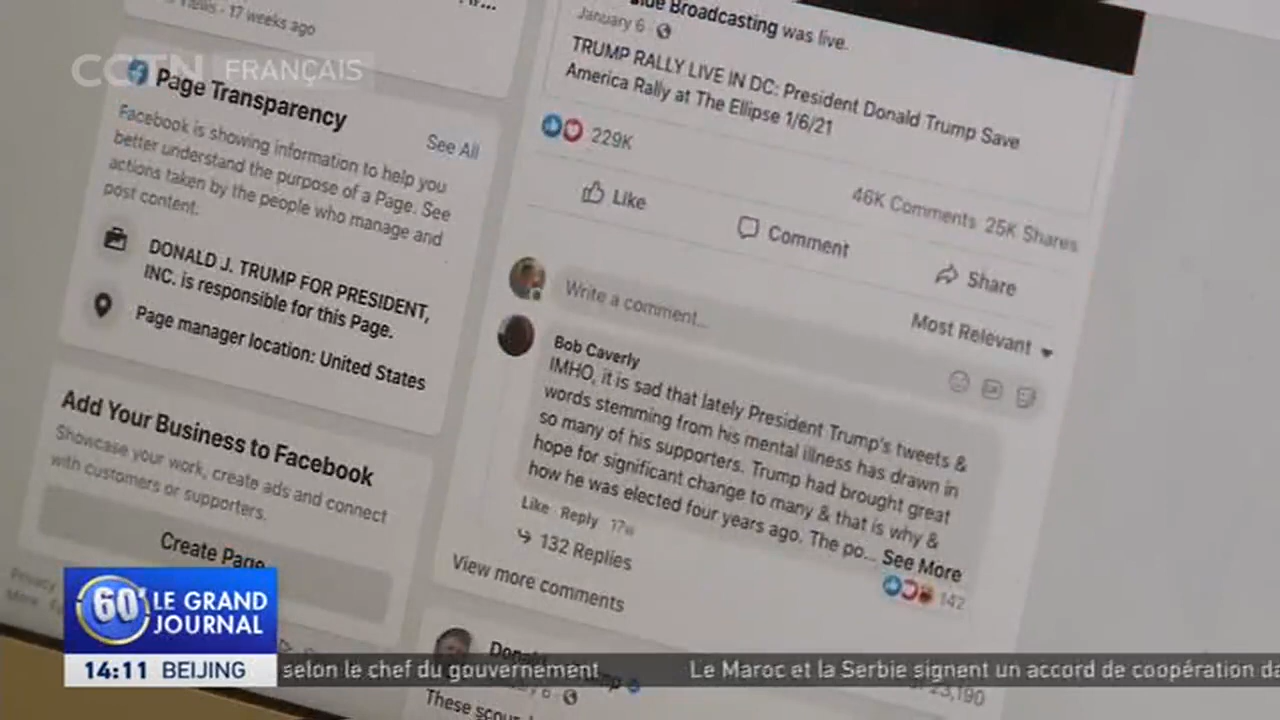 Views · 17 weeks ago
CCTN FRANÇAIS
Page Transparency
See All
Facebook is showing information to help you
better understand the purpose of a Page. See
actions taken by the people who manage and
post content.
DONALD J. TRUMP FOR PRESIDENT,
INC. is responsible for this Page.
Page manager location: United States
Add Your Business to Facebook
Showcase your work, create ads and connect
with customers or supporters.
Create Page
Privacy
Broadcasting was live.
January 6
TRUMP RALLY LIVE IN DC: President Donald Trump Save
America Rally at The Ellipse 1/6/21
229K
46K Comments 25K Shares
Like
Comment
Share
Write a comment...
Most Relevant
Bob Caverly
IMHO, it is sad that lately President Trump's tweets &
words stemming from his mental illness has drawn in
so many of his supporters. Trump had brought great
hope for significant change to many & that is why &
how he was elected four years ago. The po... See More
142
Like Reply 17w
132 Replies
View more comments
23,190
These
60' LE GRAND
JOURNAL
14:11 BEIJING
selon le chef du gouvernement
Le Maroc et la Serbie signent un accord de coopération